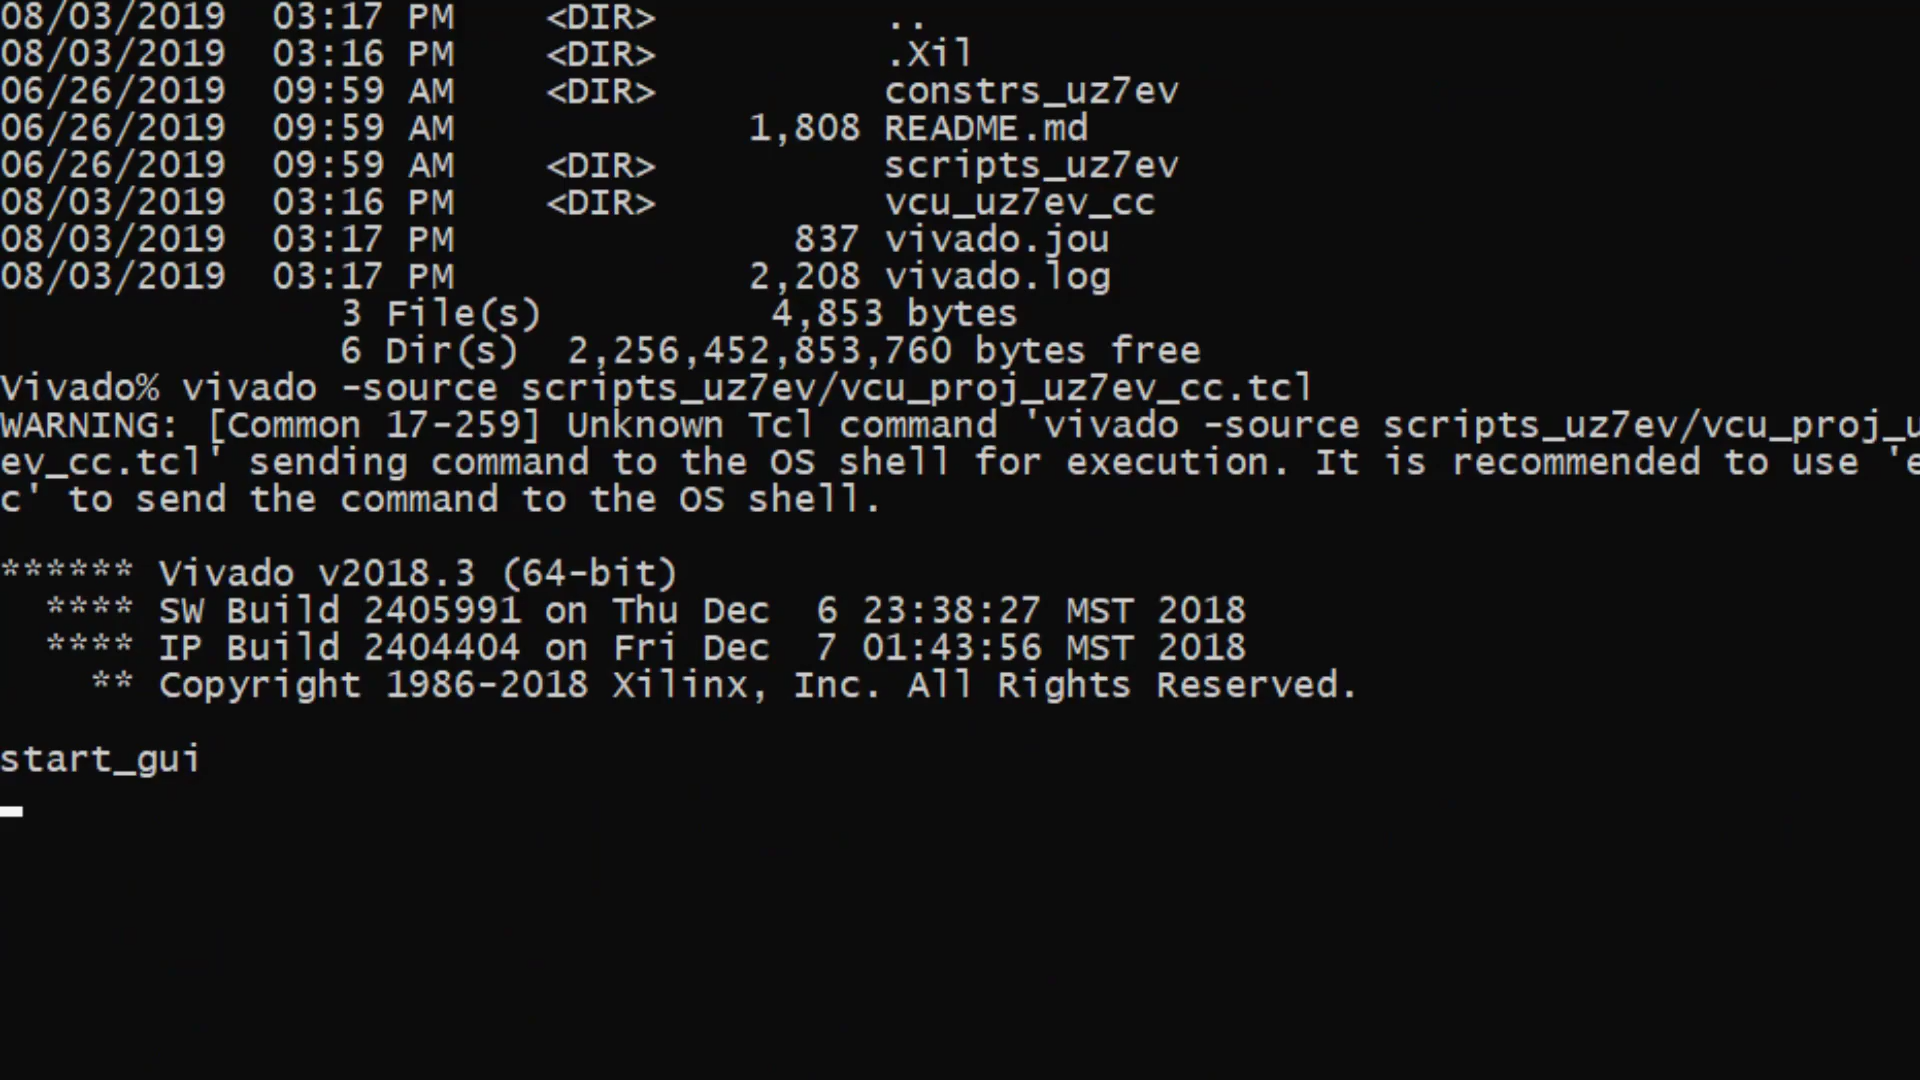 08/03/2019  03:17 PM    <DIR>          ..
08/03/2019  03:16 PM    <DIR>          .Xil
06/26/2019  09:59 AM    <DIR>          constrs_uz7ev
06/26/2019  09:59 AM             1,808 README.md
06/26/2019  09:59 AM    <DIR>          scripts_uz7ev
08/03/2019  03:16 PM    <DIR>          vcu_uz7ev_cc
08/03/2019  03:17 PM               837 vivado.jou
08/03/2019  03:17 PM             2,208 vivado.log
               3 File(s)          4,853 bytes
               6 Dir(s)  2,256,452,853,760 bytes free
Vivado% vivado -source scripts_uz7ev/vcu_proj_uz7ev_cc.tcl
WARNING: [Common 17-259] Unknown Tcl command 'vivado -source scripts_uz7ev/vcu_proj_u
ev_cc.tcl' sending command to the OS shell for execution. It is recommended to use 'e
c' to send the command to the OS shell.

****** Vivado v2018.3 (64-bit)
  **** SW Build 2405991 on Thu Dec  6 23:38:27 MST 2018
  **** IP Build 2404404 on Fri Dec  7 01:43:56 MST 2018
    ** Copyright 1986-2018 Xilinx, Inc. All Rights Reserved.

start_gui